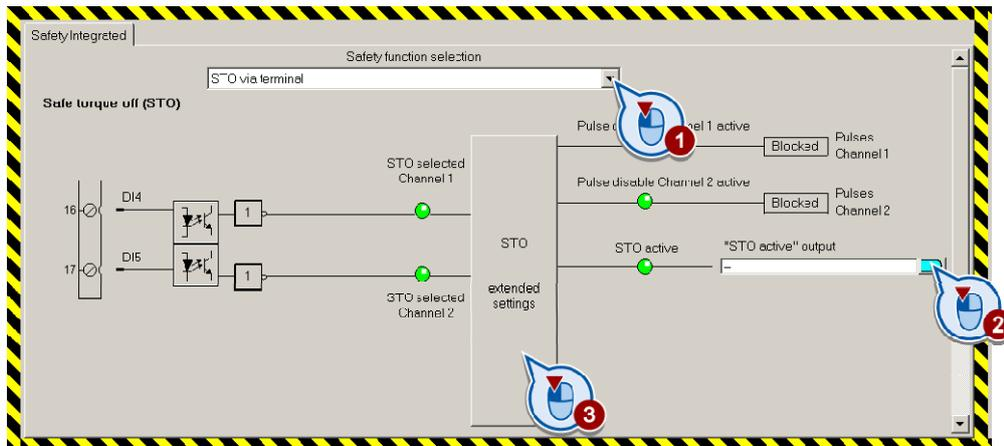 Safety Integrated
Safety function selection
STO via terminal
Safe torque off (STO)
1
Pulse
1 active
Blocked
Pulses
Channel 1
STO selected
Channel 1
Pulse disable Channel 2 active
Blocked
Pulses
Channel 2
16
DI4
1
STO
extended
settings
STO active
"STO active" output
–
17
DI5
1
STO selected
Channel 2
2
3